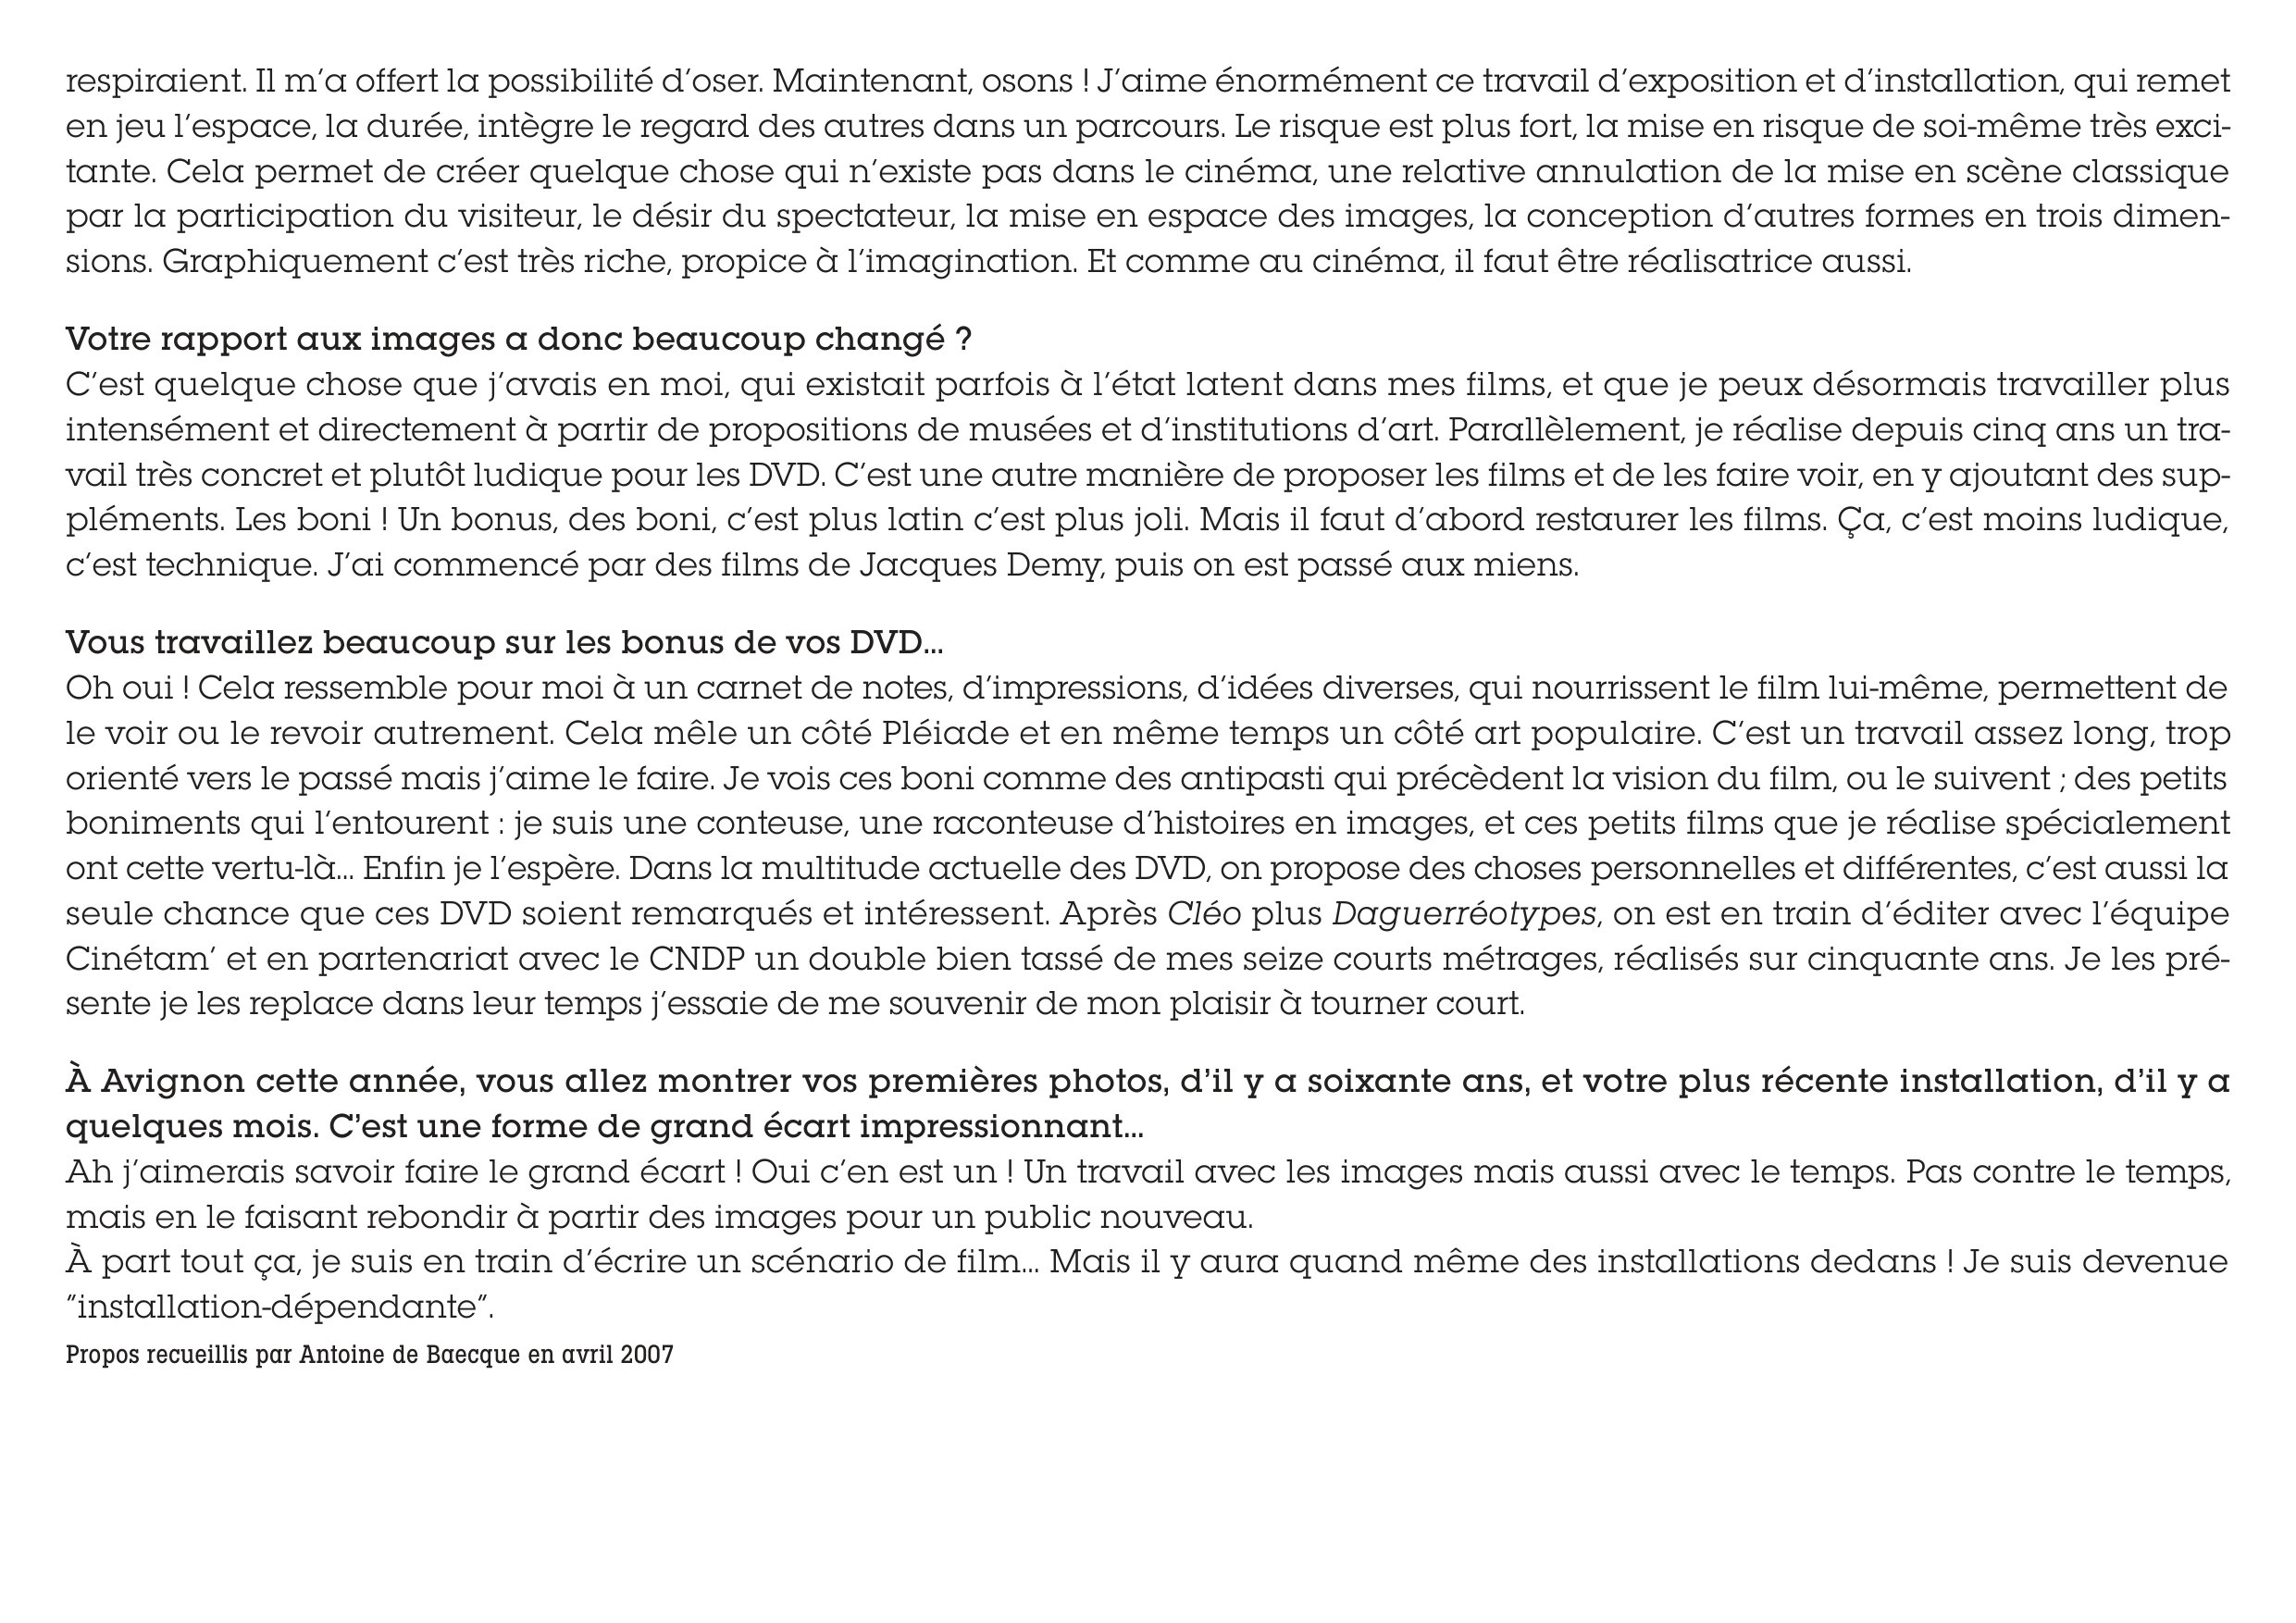 respiraient. Il m’a offert la possibilité d’oser. Maintenant, osons ! J’aime énormément ce travail d’exposition et d’installation, qui remet
en jeu l’espace, la durée, intègre le regard des autres dans un parcours. Le risque est plus fort, la mise en risque de soi-même très exci-
tante. Cela permet de créer quelque chose qui n’existe pas dans le cinéma, une relative annulation de la mise en scène classique
par la participation du visiteur, le désir du spectateur, la mise en espace des images, la conception d’autres formes en trois dimen-
sions. Graphiquement c’est très riche, propice à l’imagination. Et comme au cinéma, il faut être réalisatrice aussi.
Votre rapport aux images a donc beaucoup changé ?
C’est quelque chose que j’avais en moi, qui existait parfois à l’état latent dans mes films, et que je peux désormais travailler plus
intensément et directement à partir de propositions de musées et d’institutions d’art. Parallèlement, je réalise depuis cinq ans un tra-
vail très concret et plutôt ludique pour les DVD. C’est une autre manière de proposer les films et de les faire voir, en y ajoutant des sup-
pléments. Les boni ! Un bonus, des boni, c’est plus latin c’est plus joli. Mais il faut d’abord restaurer les films. Ça, c’est moins ludique,
c’est technique. J’ai commencé par des films de Jacques Demy, puis on est passé aux miens.
Vous travaillez beaucoup sur les bonus de vos DVD...
Oh oui ! Cela ressemble pour moi à un carnet de notes, d’impressions, d’idées diverses, qui nourrissent le film lui-même, permettent de
le voir ou le revoir autrement. Cela mêle un côté Pléiade et en même temps un côté art populaire. C’est un travail assez long, trop
orienté vers le passé mais j’aime le faire. Je vois ces boni comme des antipasti qui précèdent la vision du film, ou le suivent ; des petits
boniments qui l’entourent : je suis une conteuse, une raconteuse d’histoires en images, et ces petits films que je réalise spécialement
ont cette vertu-là... Enfin je l’espère. Dans la multitude actuelle des DVD, on propose des choses personnelles et différentes, c’est aussi la
seule chance que ces DVD soient remarqués et intéressent. Après Cléo plus Daguerréotypes, on est en train d’éditer avec l’équipe
Cinétam’ et en partenariat avec le CNDP un double bien tassé de mes seize courts métrages, réalisés sur cinquante ans. Je les pré-
sente je les replace dans leur temps j’essaie de me souvenir de mon plaisir à tourner court.
À Avignon cette année, vous allez montrer vos premières photos, d’il y a soixante ans, et votre plus récente installation, d’il y a
quelques mois. C’est une forme de grand écart impressionnant...
Ah j’aimerais savoir faire le grand écart ! Oui c’en est un ! Un travail avec les images mais aussi avec le temps. Pas contre le temps,
mais en le faisant rebondir à partir des images pour un public nouveau.
À part tout ça, je suis en train d’écrire un scénario de film... Mais il y aura quand même des installations dedans ! Je suis devenue
"installation-dépendante".
Propos recueillis par Antoine de Baecque en avril 2007